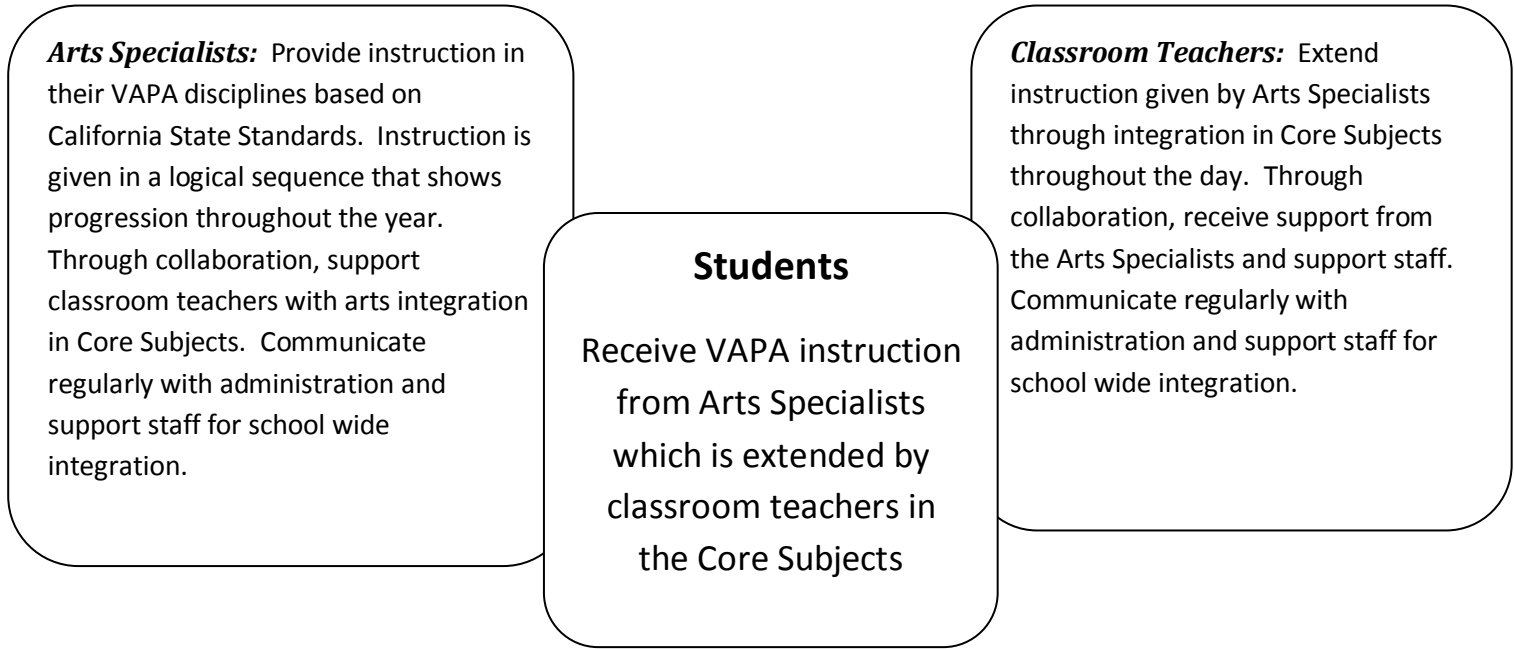 Arts Specialists: Provide instruction in
their VAPA disciplines based on
California State Standards. Instruction is
given in a logical sequence that shows
progression throughout the year.
Through collaboration, support
classroom teachers with arts integration
in Core Subjects. Communicate
regularly with administration and
support staff for school wide
integration.
Students
Receive VAPA instruction
from Arts Specialists
which is extended by
classroom teachers in
the Core Subjects
Classroom Teachers: Extend
instruction given by Arts Specialists
through integration in Core Subjects
throughout the day. Through
collaboration, receive support from
the Arts Specialists and support staff.
Communicate regularly with
administration and support staff for
school wide integration.